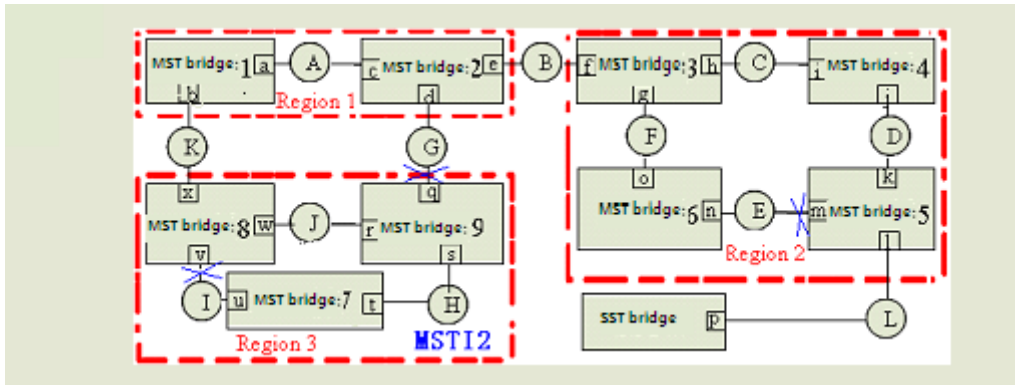 MST bridge:1 a A c MST bridge:2 e B f MST bridge:3 h C i MST bridge:4
b Region 1 d g j
K G F D
x q o k
MST bridge:8 w J r MST bridge:9 MST bridge:6 n E m MST bridge:5
v s Region 2 l
I u MST bridge:7 t H SST bridge p L
Region 3 MSTI2